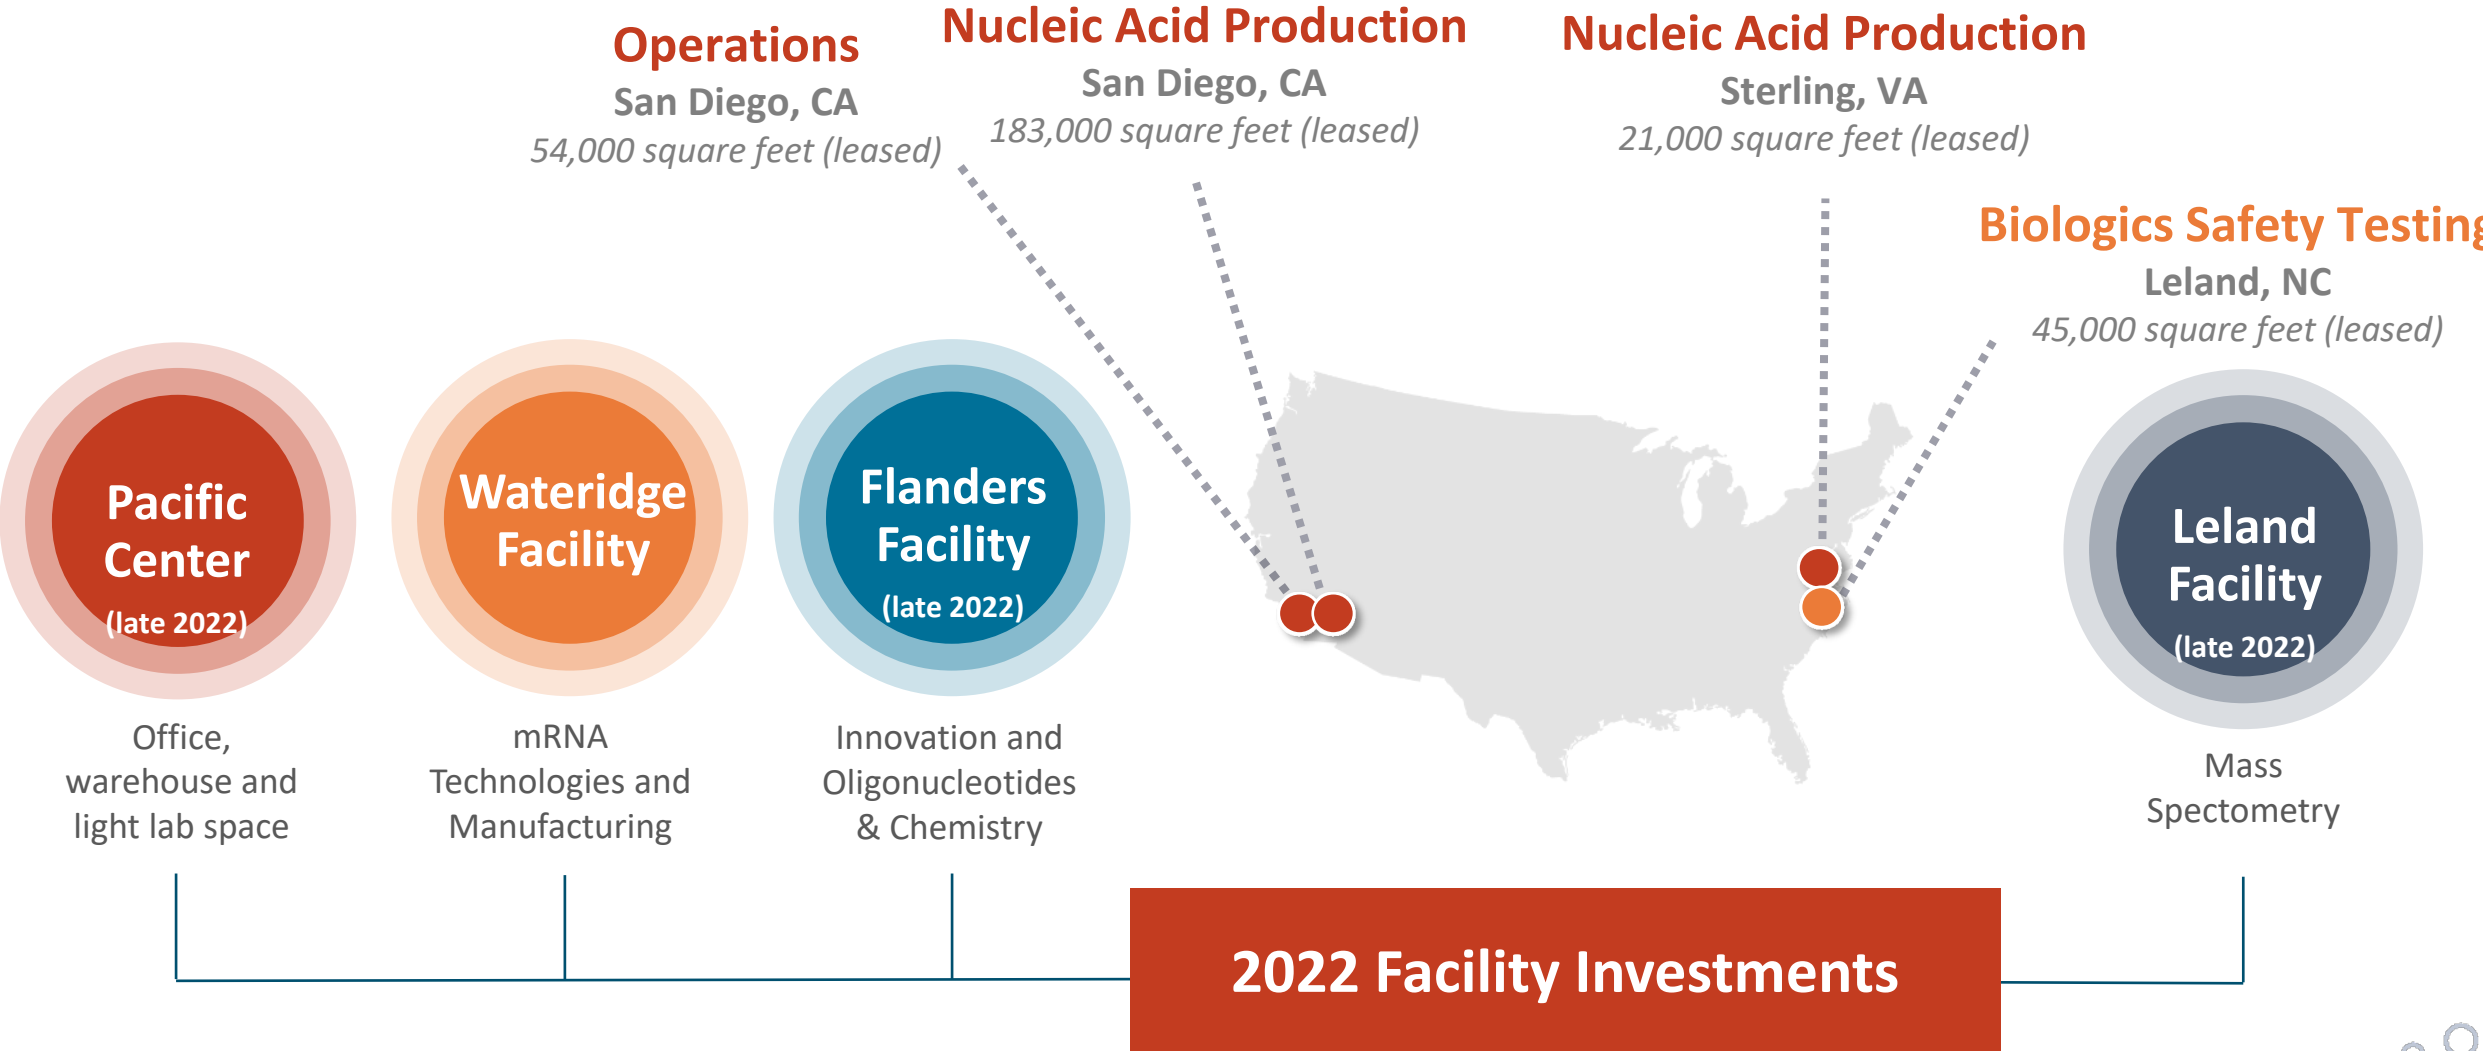 Operations
San Diego, CA
54,000 square feet (leased)
Nucleic Acid Production
San Diego, CA
183,000 square feet (leased)
Nucleic Acid Production
Sterling, VA
21,000 square feet (leased)
Biologics Safety Testing
Leland, NC
45,000 square feet (leased)
Pacific
Center
(late 2022)
Office,
warehouse and
light lab space
Wateridge
Facility
mRNA
Technologies and
Manufacturing
Flanders
Facility
(late 2022)
Innovation and
Oligonucleotides
& Chemistry
Leland
Facility
(late 2022)
Mass
Spectometry
2022 Facility Investments